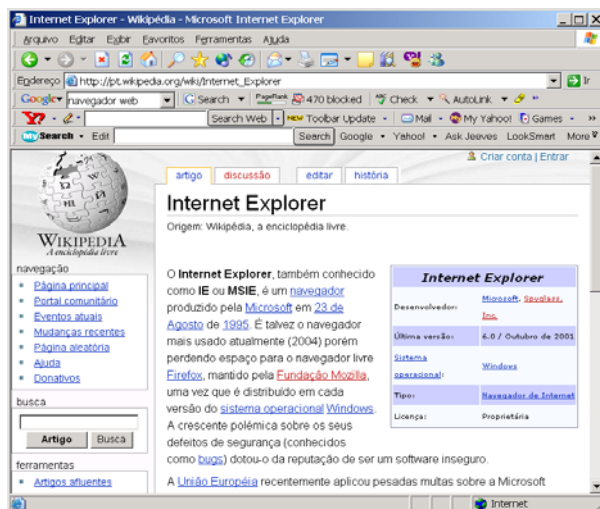 Internet Explorer - Wikipédia - Microsoft Internet Explorer
Arquivo Editar Exibir Favoritos Ferramentas Ajuda
Endereço http://pt.wikipedia.org/wiki/Internet_Explorer Ir
Google navegador web Search PageRank 470 blocked Check AutoLink
Y? Search Web NEW Toolbar Update Mail My Yahoo! Games »
my Search Edit Search Google Yahoo! Ask Jeeves LookSmart More
Criar conta | Entrar
artigo discussão editar história
Internet Explorer
Origem: Wikipédia, a enciclopédia livre.
WIKIPEDIA
A enciclopédia livre
navegação
Página principal
Portal comunitário
Eventos atuais
Mudanças recentes
Página aleatória
Ajuda
Donativos
busca
Artigo Busca
ferramentas
Artigos afluentes
O Internet Explorer, também conhecido
como IE ou MSIE, é um navegador
produzido pela Microsoft em 23 de
Agosto de 1995. É talvez o navegador
mais usado atualmente (2004) porém
perdendo espaço para o navegador livre
Firefox, mantido pela Fundação Mozilla,
uma vez que é distribuído em cada
versão do sistema operacional Windows.
A crescente polémica sobre os seus
defeitos de segurança (conhecidos
como bugs) dotou-o da reputação de ser um software inseguro.
A União Européia recentemente aplicou pesadas multas sobre a Microsoft
Internet Explorer
Desenvolvedor: Microsoft, Spyglass,
Inc.
Última versão: 6.0 / Outubro de 2001
Sistema
operacional: Windows
Tipo: Navegador de Internet
Licença: Proprietária
Internet